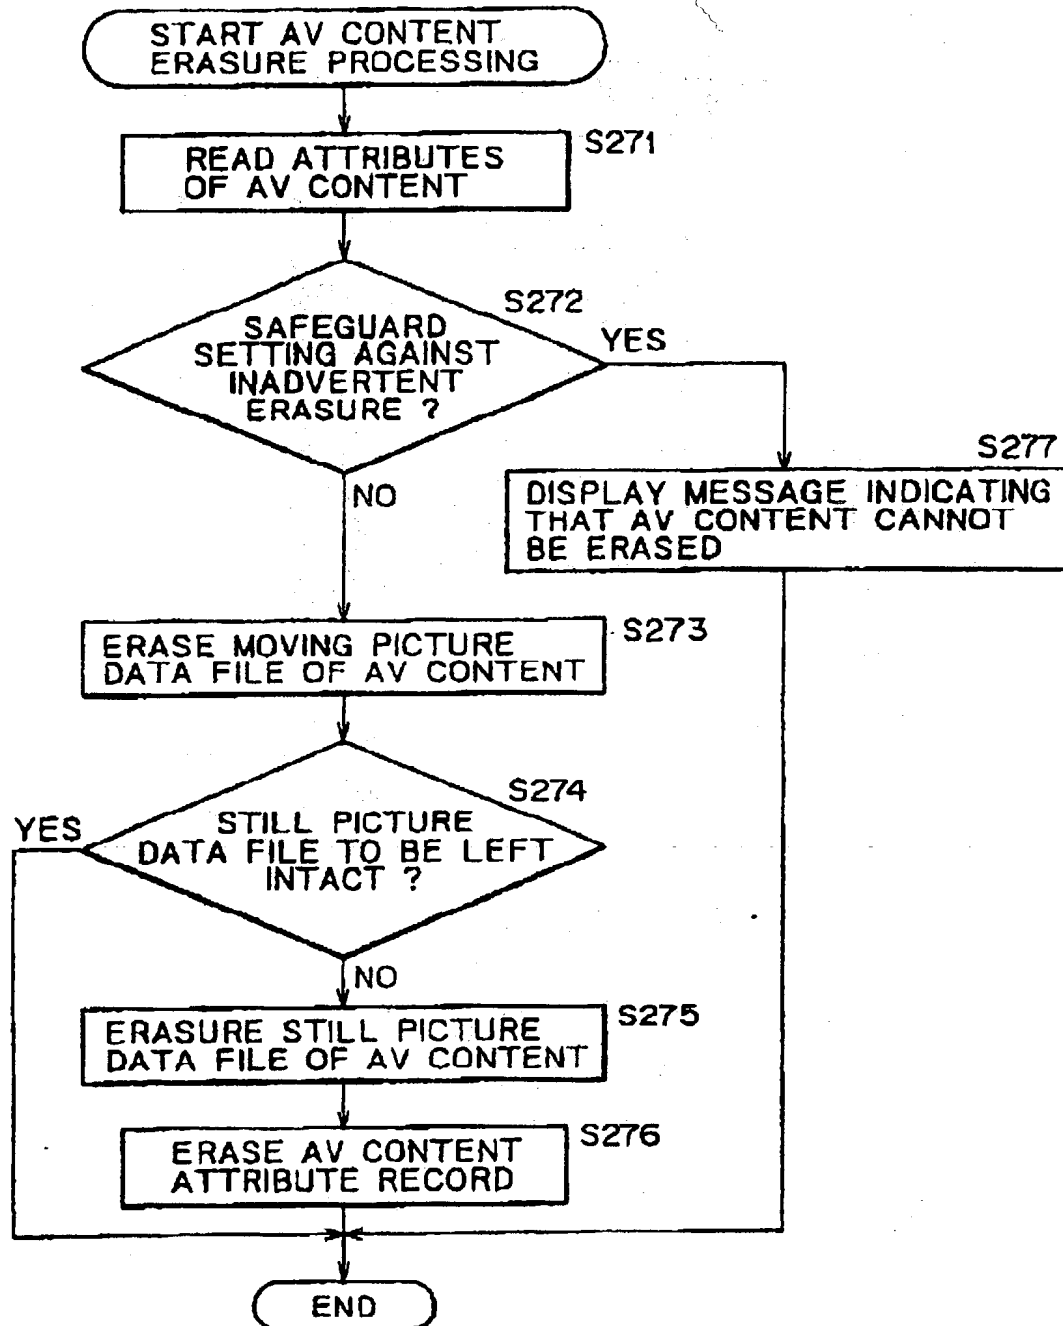 START AV CONTENT
ERASURE PROCESSING
S271
READ ATTRIBUTES
OF AV CONTENT
S272
SAFEGUARD
SETTING AGAINST
INADVERTENT
ERASURE ?
YES
NO
S277
DISPLAY MESSAGE INDICATING
THAT AV CONTENT CANNOT
BE ERASED
S273
ERASE MOVING PICTURE
DATA FILE OF AV CONTENT
S274
STILL PICTURE
DATA FILE TO BE LEFT
INTACT ?
YES
NO
S275
ERASURE STILL PICTURE
DATA FILE OF AV CONTENT
S276
ERASE AV CONTENT
ATTRIBUTE RECORD
END